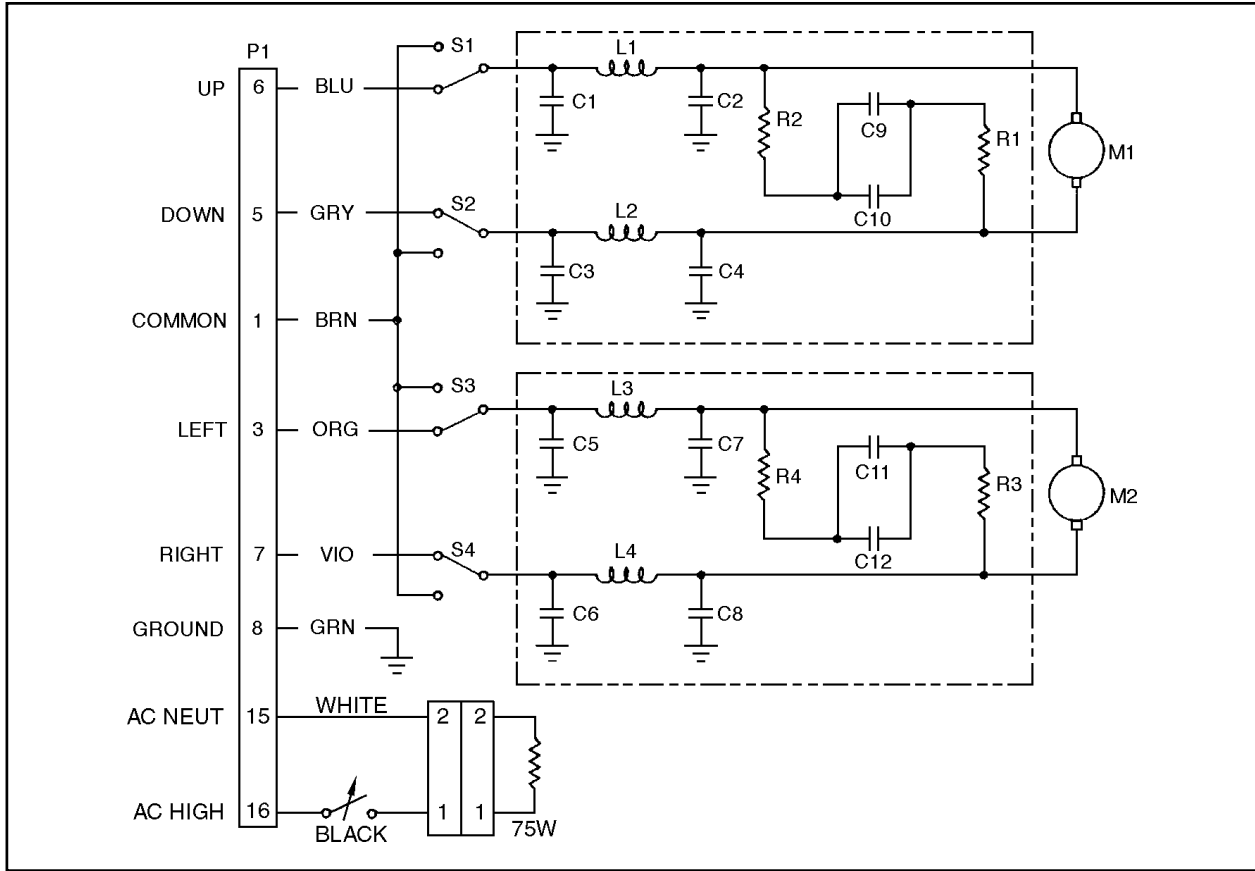 P1
UP 6 BLU
S1
L1
C1
C2
R2
C9
R1
M1
C10
DOWN 5 GRY
S2
L2
C3
C4
COMMON 1 BRN
S3
L3
LEFT 3 ORG
C5
C7
R4
C11
R3
M2
C12
RIGHT 7 VIO
S4
L4
C6
C8
GROUND 8 GRN
AC NEUT 15 WHITE 2 2
AC HIGH 16 BLACK 1 1 75W